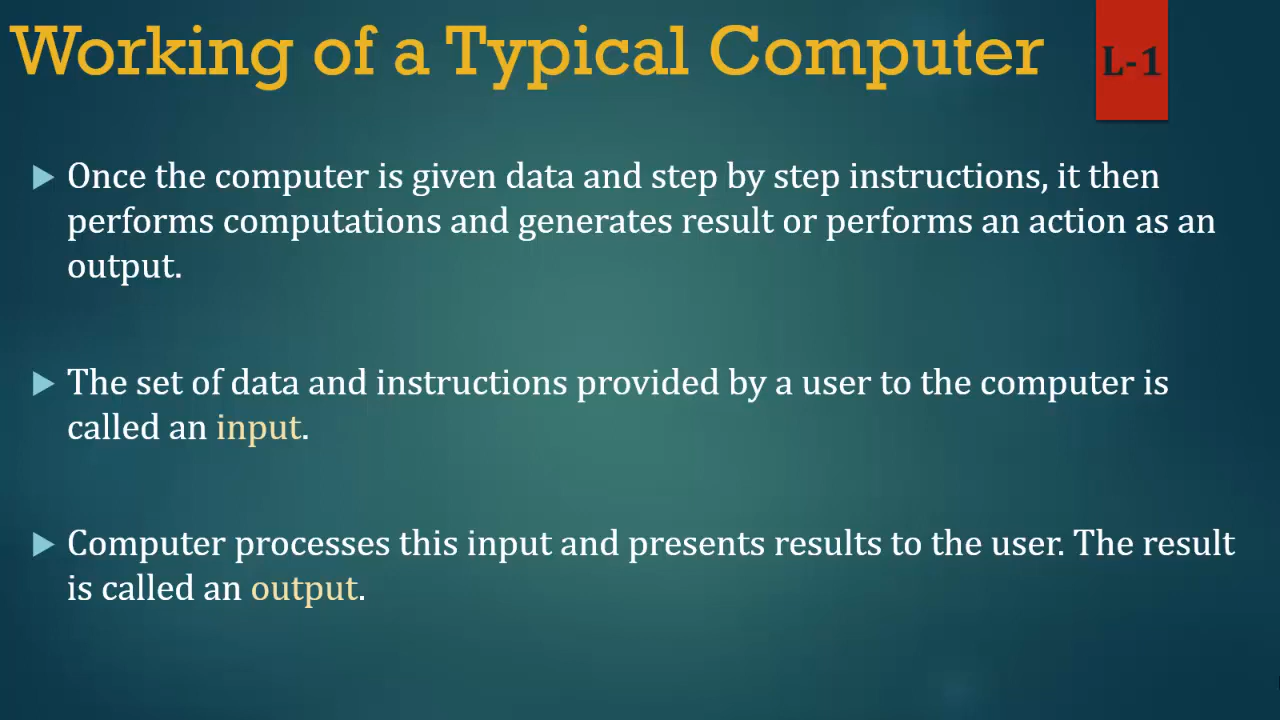 Working of a Typical Computer
L-1
Once the computer is given data and step by step instructions, it then
performs computations and generates result or performs an action as an
output.
The set of data and instructions provided by a user to the computer is
called an input.
Computer processes this input and presents results to the user. The result
is called an output.